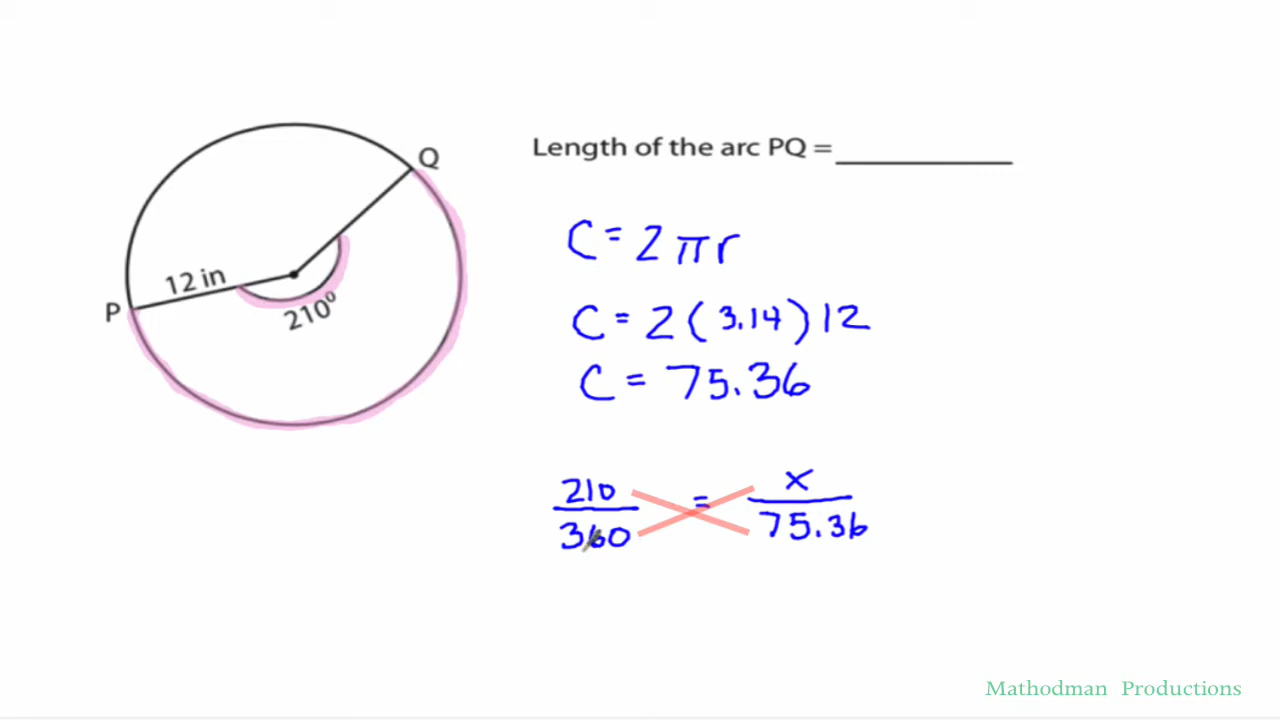 Q
Length of the arc PQ = ____________
C = 2πr
12 in
P
210°
C = 2(3.14)12
C = 75.36
210/360 = x/75.36
Mathodman Productions